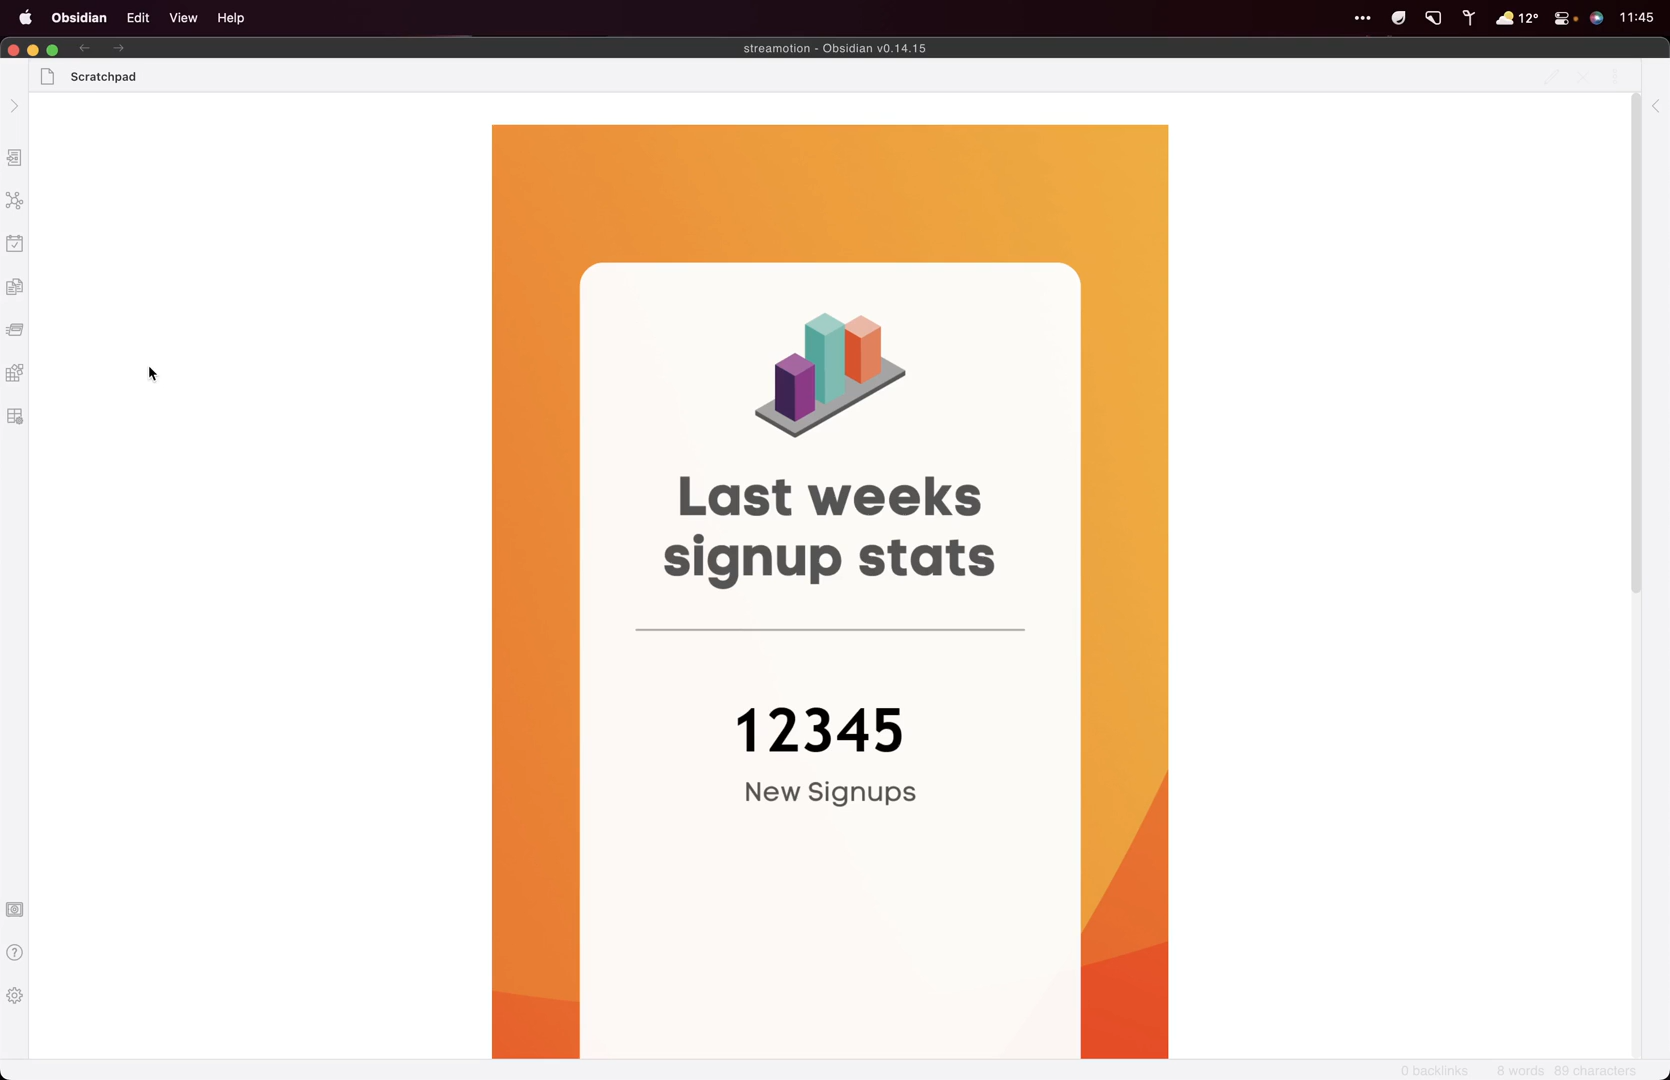 Obsidian Edit View Help 12° 11:45
streamotion - Obsidian v0.14.15
Scratchpad
Last weeks
signup stats
12345
New Signups
0 backlinks 8 words 89 characters